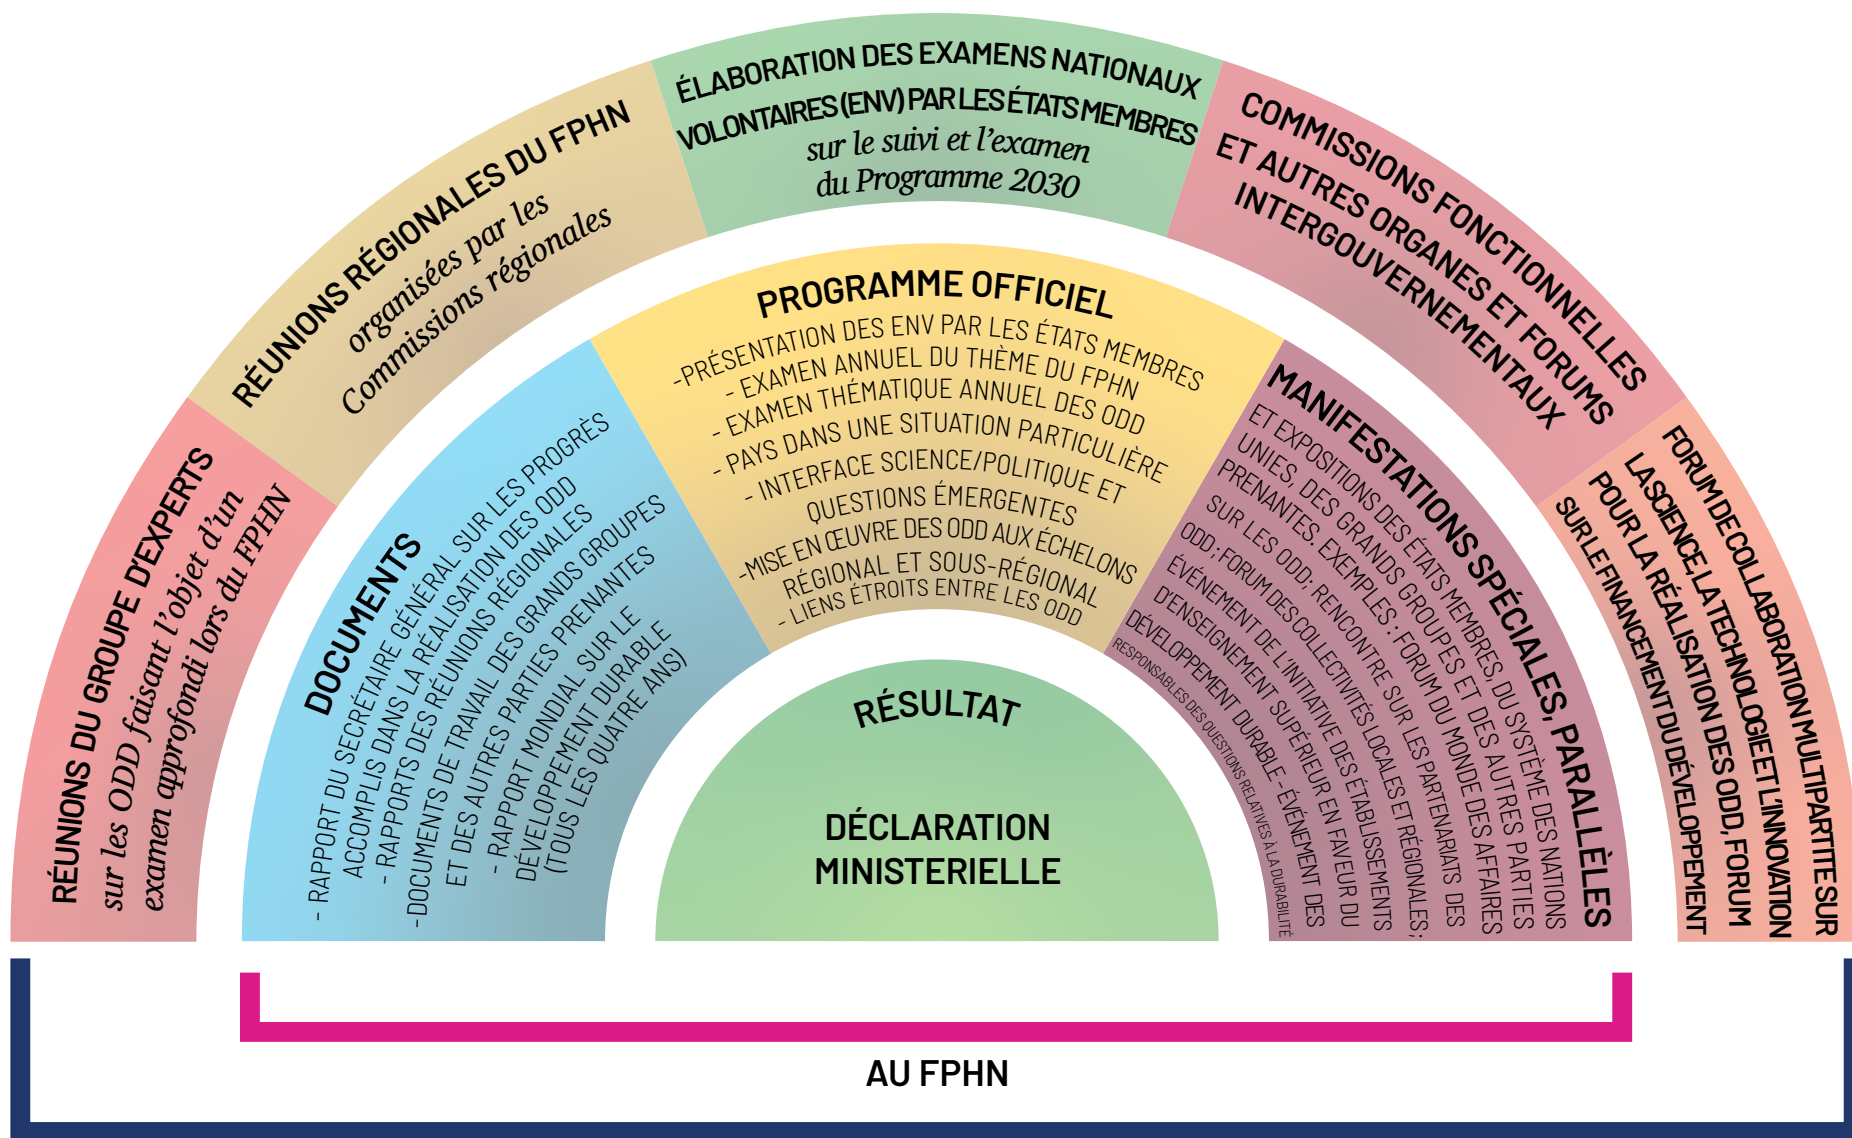 RÉUNIONS DU GROUPE D'EXPERTS
sur les ODD faisant l'objet d'un
examen approfondi lors du FPHN
RÉUNIONS RÉGIONALES DU FPHN
organisées par les
Commissions régionales
ÉLABORATION DES EXAMENS NATIONAUX
VOLONTAIRES (ENV) PAR LES ÉTATS MEMBRES
sur le suivi et l'examen
du Programme 2030
COMMISSIONS FONCTIONNELLES
ET AUTRES ORGANES ET FORUMS
INTERGOUVERNEMENTAUX
FORUM DE COLLABORATION MULTIPARTITE SUR
LA SCIENCE, LA TECHNOLOGIE ET L'INNOVATION
POUR LA RÉALISATION DES ODD, FORUM
SUR LE FINANCEMENT DU DÉVELOPPEMENT
DOCUMENTS
- RAPPORT DU SECRÉTAIRE GÉNÉRAL SUR LES PROGRÈS
ACCOMPLIS DANS LA RÉALISATION DES ODD
- RAPPORTS DES RÉUNIONS RÉGIONALES
-DOCUMENTS DE TRAVAIL DES GRANDS GROUPES
ET DES AUTRES PARTIES PRENANTES
- RAPPORT MONDIAL SUR LE
DÉVELOPPEMENT DURABLE
(TOUS LES QUATRE ANS)
PROGRAMME OFFICIEL
-PRÉSENTATION DES ENV PAR LES ÉTATS MEMBRES
- EXAMEN ANNUEL DU THÈME DU FPHN
- EXAMEN THÉMATIQUE ANNUEL DES ODD
- PAYS DANS UNE SITUATION PARTICULIÈRE
- INTERFACE SCIENCE/POLITIQUE ET
QUESTIONS ÉMERGENTES
-MISE EN ŒUVRE DES ODD AUX ÉCHELONS
RÉGIONAL ET SOUS-RÉGIONAL
- LIENS ÉTROITS ENTRE LES ODD
MANIFESTATIONS SPÉCIALES, PARALLÈLES
ET EXPOSITIONS DES ÉTATS MEMBRES, DU SYSTÈME DES NATIONS
UNIES, DES GRANDS GROUPES ET DES AUTRES PARTIES
PRENANTES. EXEMPLES : FORUM DU MONDE DES AFFAIRES
SUR LES ODD; RENCONTRE SUR LES PARTENARIATS DES
ODD ; FORUM DES COLLECTIVITÉS LOCALES ET RÉGIONALES;
ÉVÉNEMENT DE L'INITIATIVE DES ÉTABLISSEMENTS
D'ENSEIGNEMENT SUPÉRIEUR EN FAVEUR DU
DÉVELOPPEMENT DURABLE - ÉVÉNEMENT DES
RESPONSABLES DES QUESTIONS RELATIVES À LA DURABILITÉ
RÉSULTAT
DÉCLARATION
MINISTERIELLE
AU FPHN